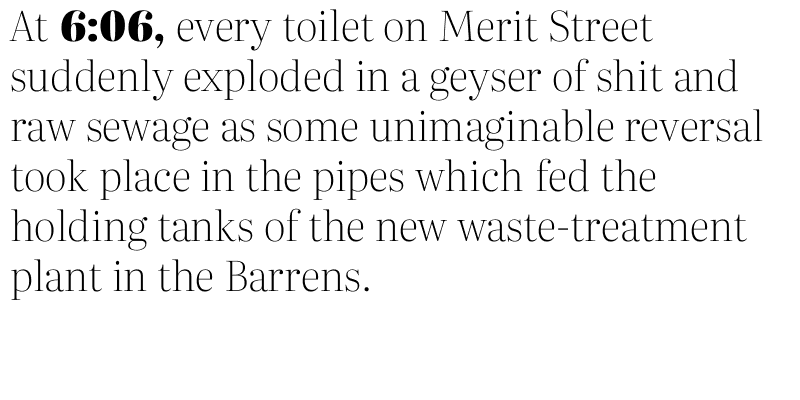 At 6:06, every toilet on Merit Street
suddenly exploded in a geyser of shit and
raw sewage as some unimaginable reversal
took place in the pipes which fed the
holding tanks of the new waste-treatment
plant in the Barrens.